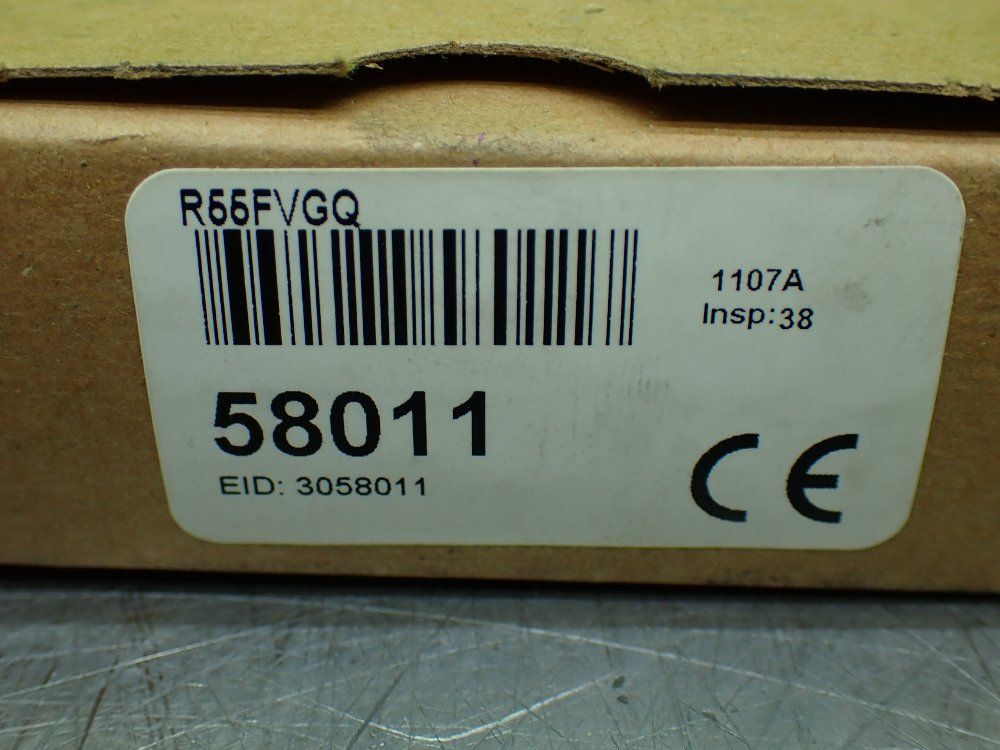 R55FVGQ
1107A
Insp:38
58011
EID: 3058011
CE